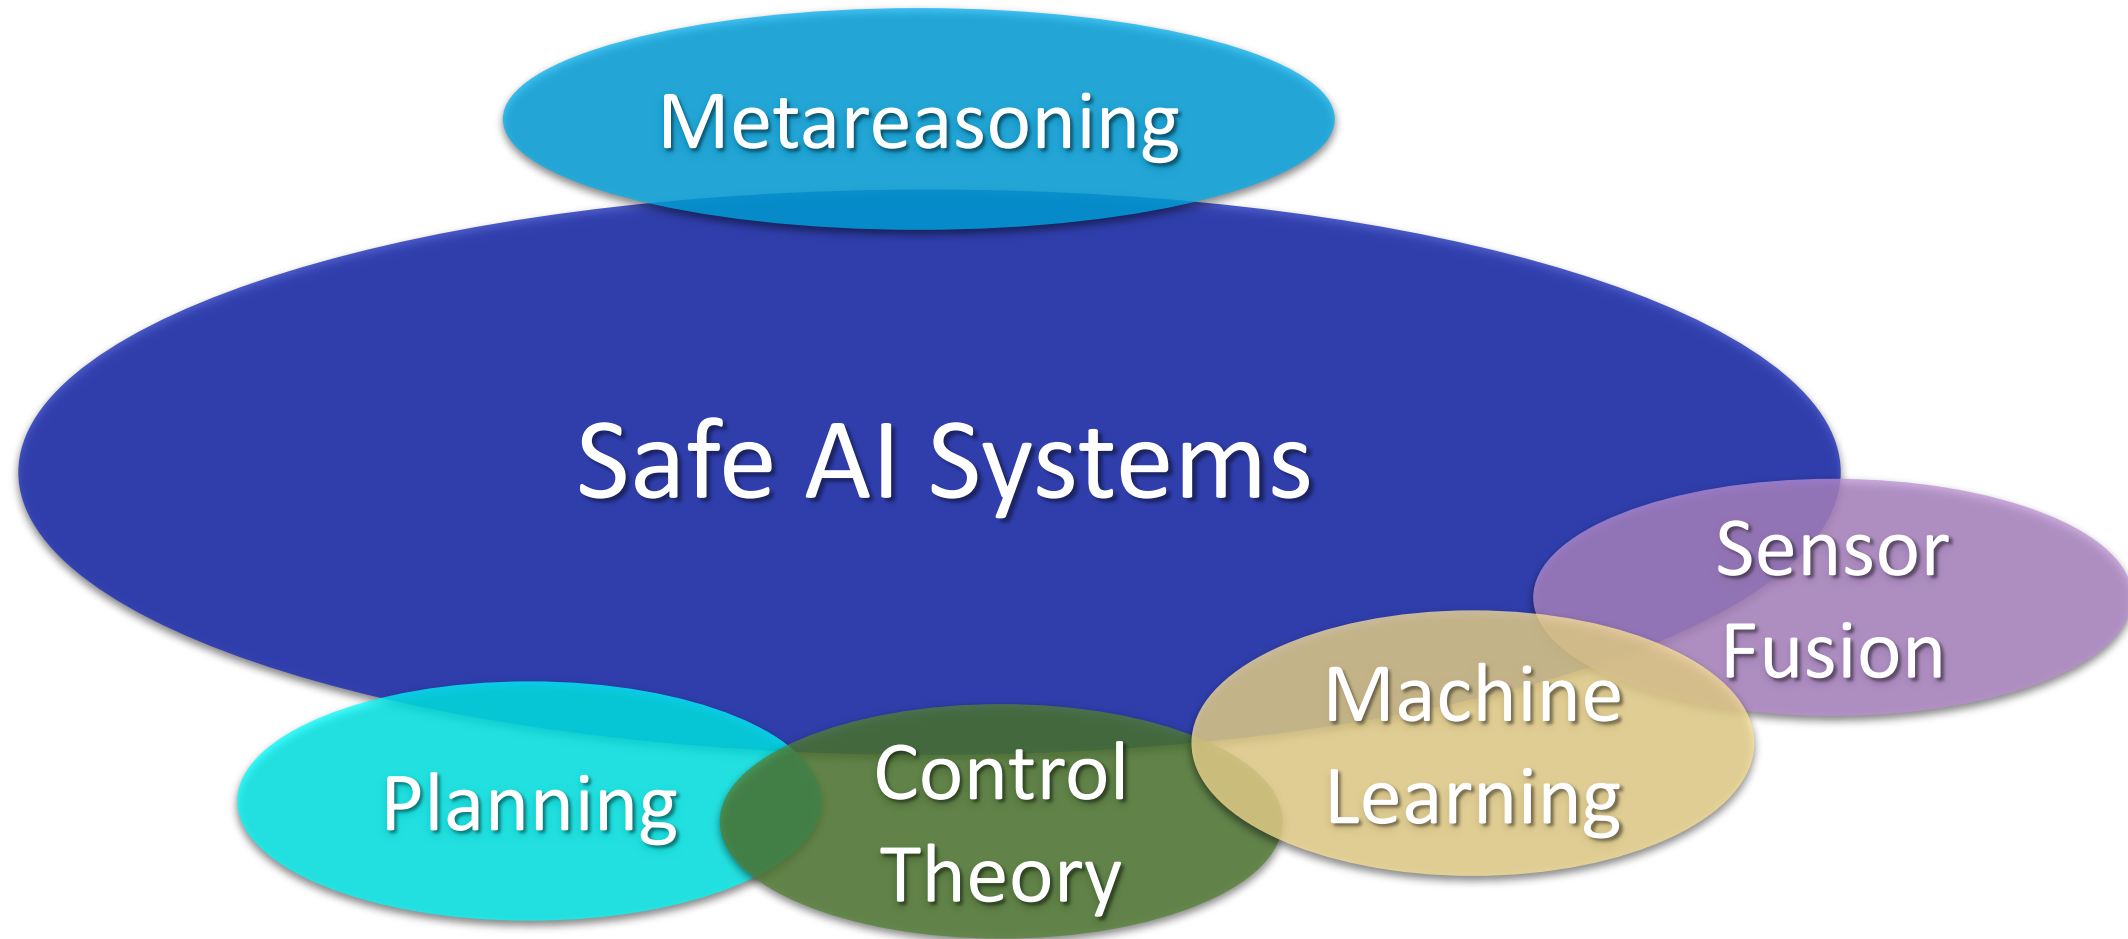 Metareasoning
Safe AI Systems
Sensor
Fusion
Machine
Learning
Control
Theory
Planning